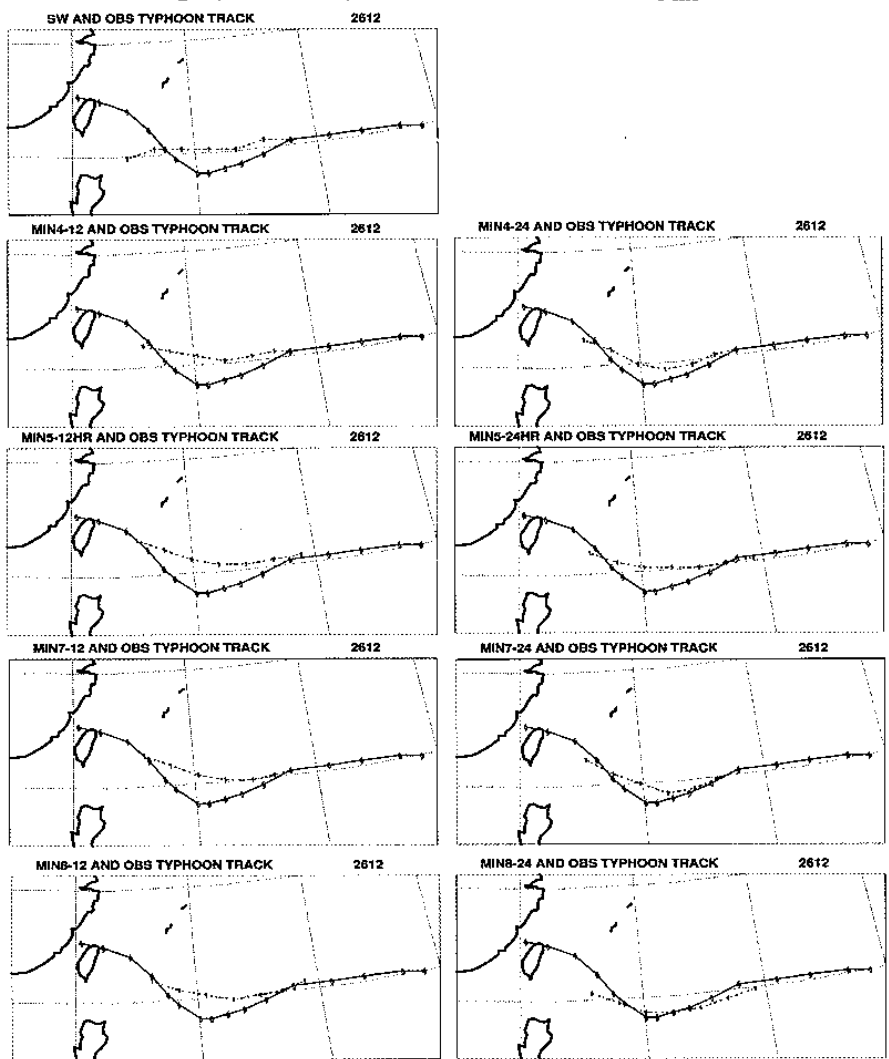 SW AND OBS TYPHOON TRACK 2612
MIN4-12 AND OBS TYPHOON TRACK 2612
MIN4-24 AND OBS TYPHOON TRACK 2612
MIN5-12HR AND OBS TYPHOON TRACK 2612
MIN5-24HR AND OBS TYPHOON TRACK 2612
MIN7-12 AND OBS TYPHOON TRACK 2612
MIN7-24 AND OBS TYPHOON TRACK 2612
MIN8-12 AND OBS TYPHOON TRACK 2612
MIN8-24 AND OBS TYPHOON TRACK 2612